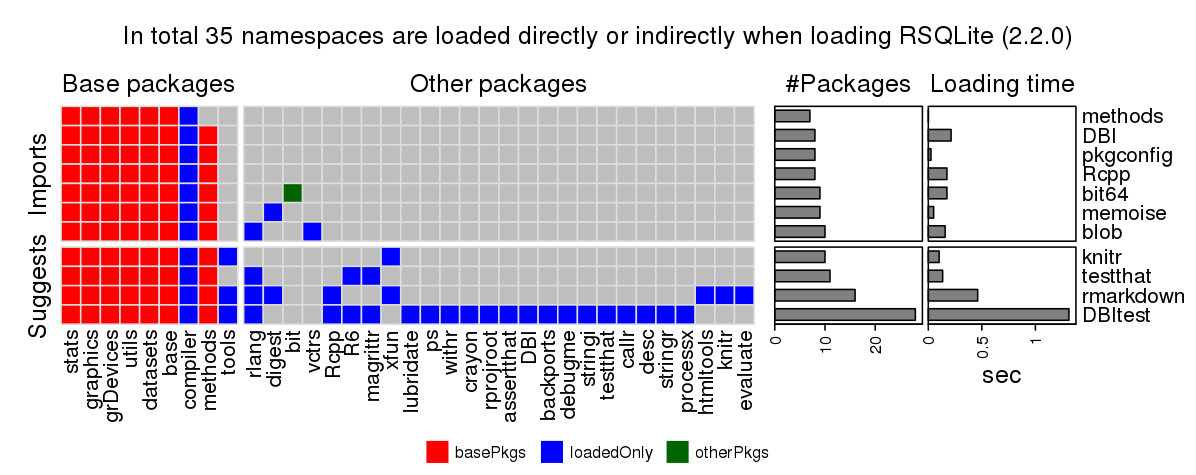 In total 35 namespaces are loaded directly or indirectly when loading RSQLite (2.2.0)
Base packages
Other packages
#Packages
Loading time
Imports
methods
DBI
pkgconfig
Rcpp
bit64
memoise
blob
Suggests
knitr
testthat
rmarkdown
DBItest
stats
graphics
grDevices
utils
datasets
base
compiler
methods
tools
rlang
digest
bit
vctrs
Rcpp
R6
magrittr
xfun
lubridate
ps
withr
crayon
rprojroot
assertthat
DBI
backports
debugme
stringi
testthat
callr
desc
stringr
processx
htmltools
knitr
evaluate
0
10
20
0
0.5
1
sec
basePkgs
loadedOnly
otherPkgs